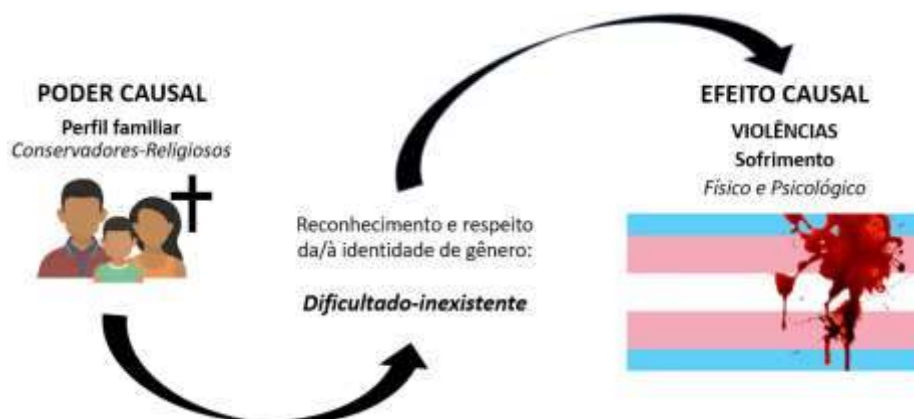 PODER CAUSAL
Perfil familiar
Conservadores-Religiosos
Reconhecimento e respeito
da/à identidade de gênero:
Dificultado-inexistente
EFEITO CAUSAL
VIOLÊNCIAS
Sofrimento
Físico e Psicológico